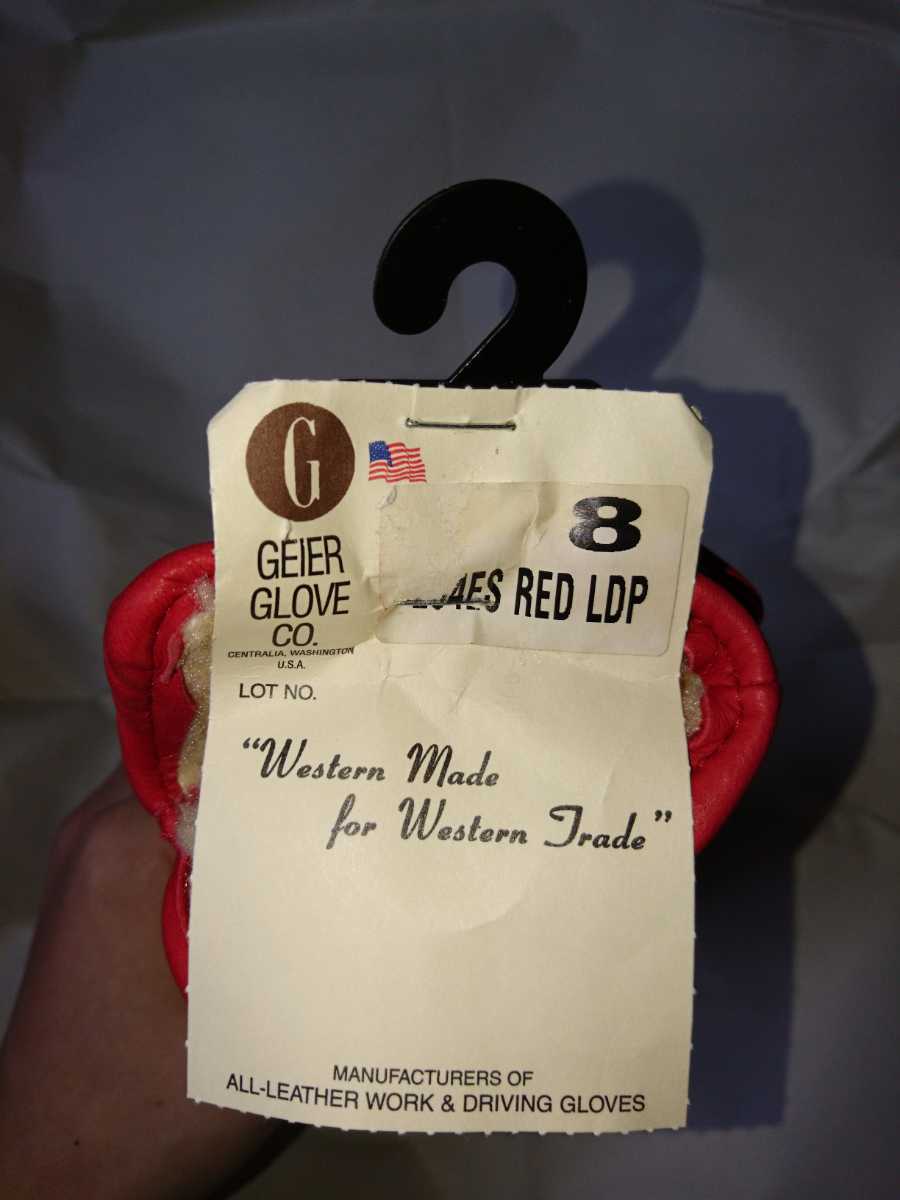 G
GEIER
GLOVE
CO.
CENTRALIA, WASHINGTON
U.S.A.
8
RED LDP
LOT NO.
“Western Made
for Western Trade”
MANUFACTURERS OF
ALL-LEATHER WORK & DRIVING GLOVES